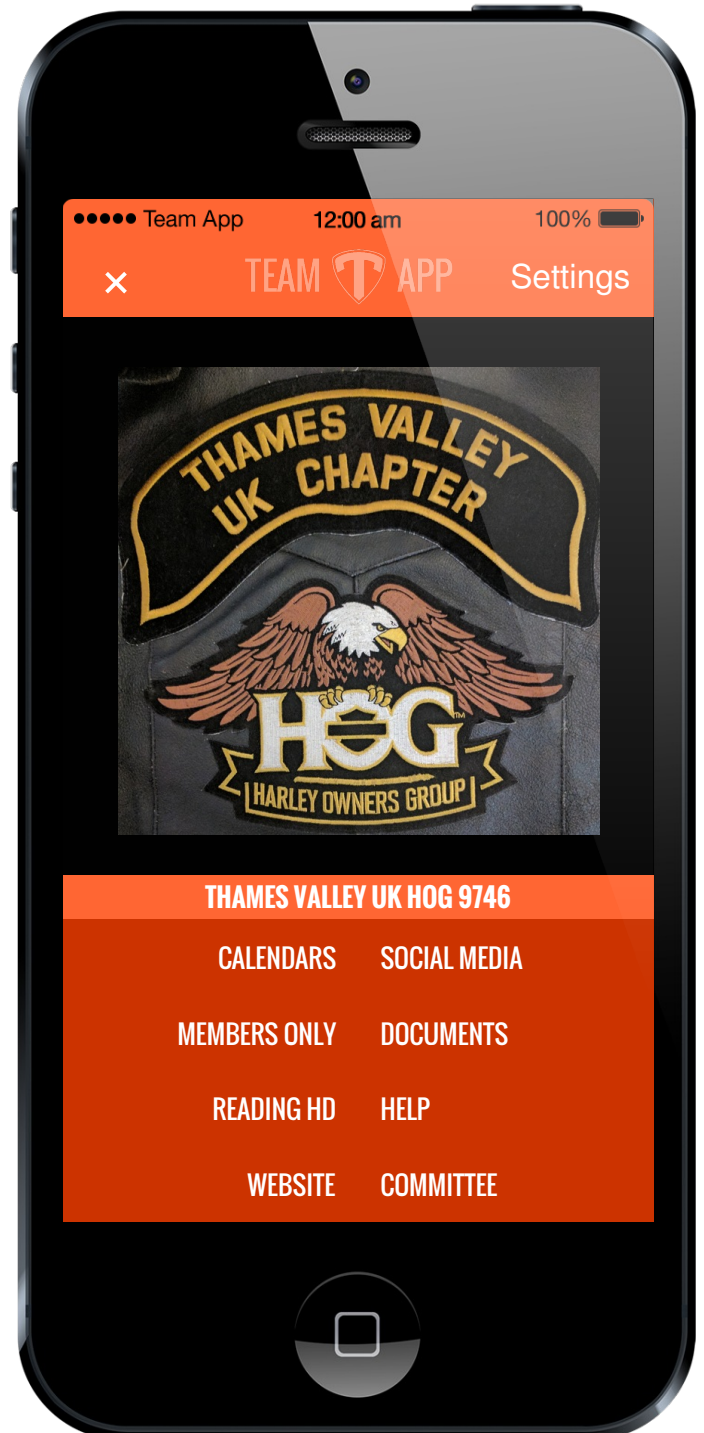 Team App
12:00 am
100%
×
TEAM T APP
Settings
THAMES VALLEY
UK CHAPTER
HOG™
HARLEY OWNERS GROUP
THAMES VALLEY UK HOG 9746
CALENDARS SOCIAL MEDIA
MEMBERS ONLY DOCUMENTS
READING HD HELP
WEBSITE COMMITTEE